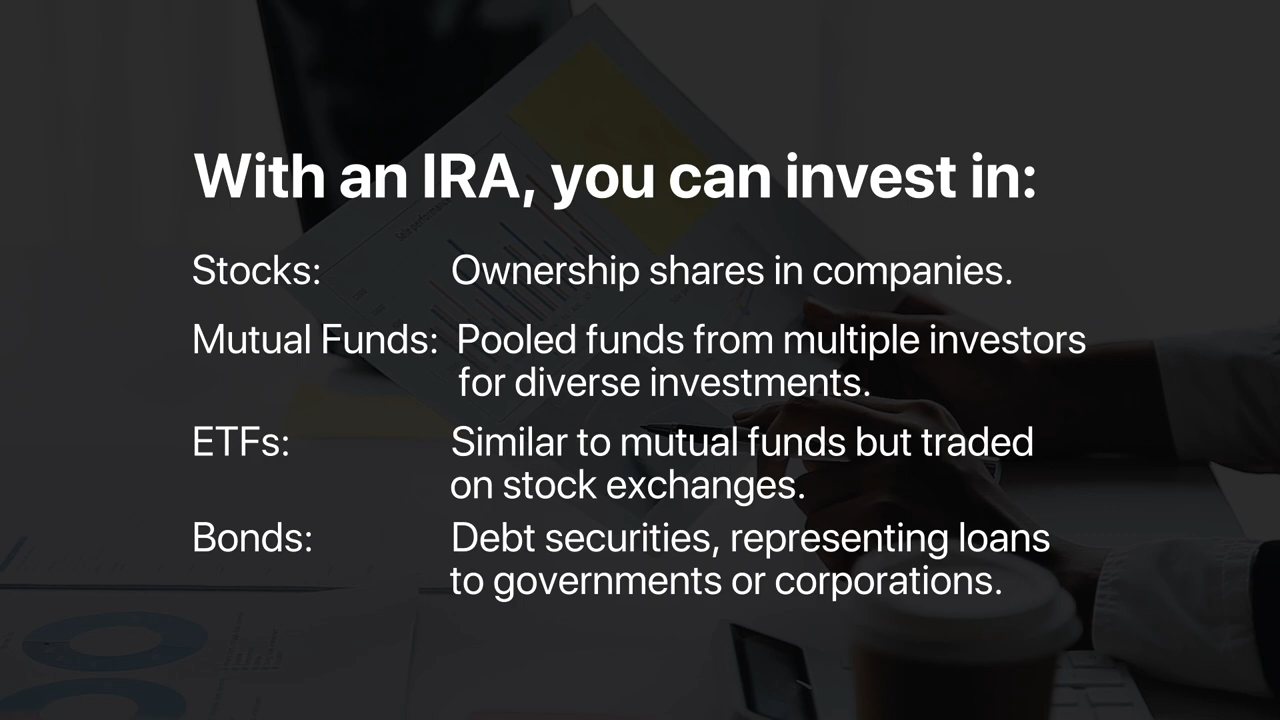 With an IRA, you can invest in:
Stocks: Ownership shares in companies.
Mutual Funds: Pooled funds from multiple investors
for diverse investments.
ETFs: Similar to mutual funds but traded
on stock exchanges.
Bonds: Debt securities, representing loans
to governments or corporations.